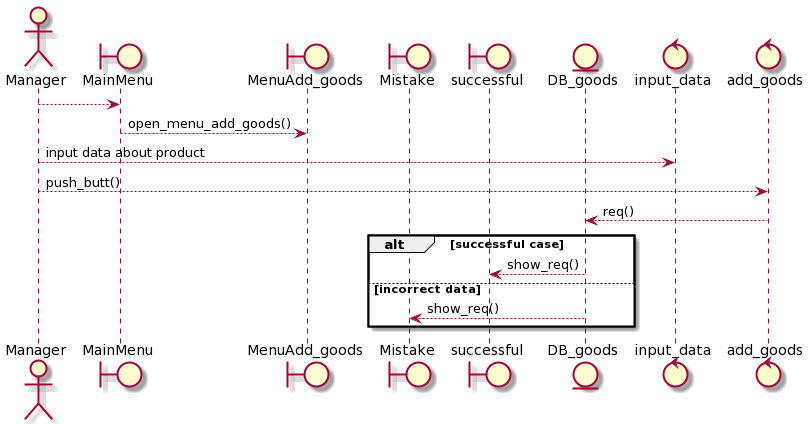 Manager MainMenu MenuAdd_goods Mistake successful DB_goods input_data add_goods
open_menu_add_goods()
input data about product
push_butt()
req()
alt [successful case]
show_req()
[incorrect data]
show_req()
Manager MainMenu MenuAdd_goods Mistake successful DB_goods input_data add_goods